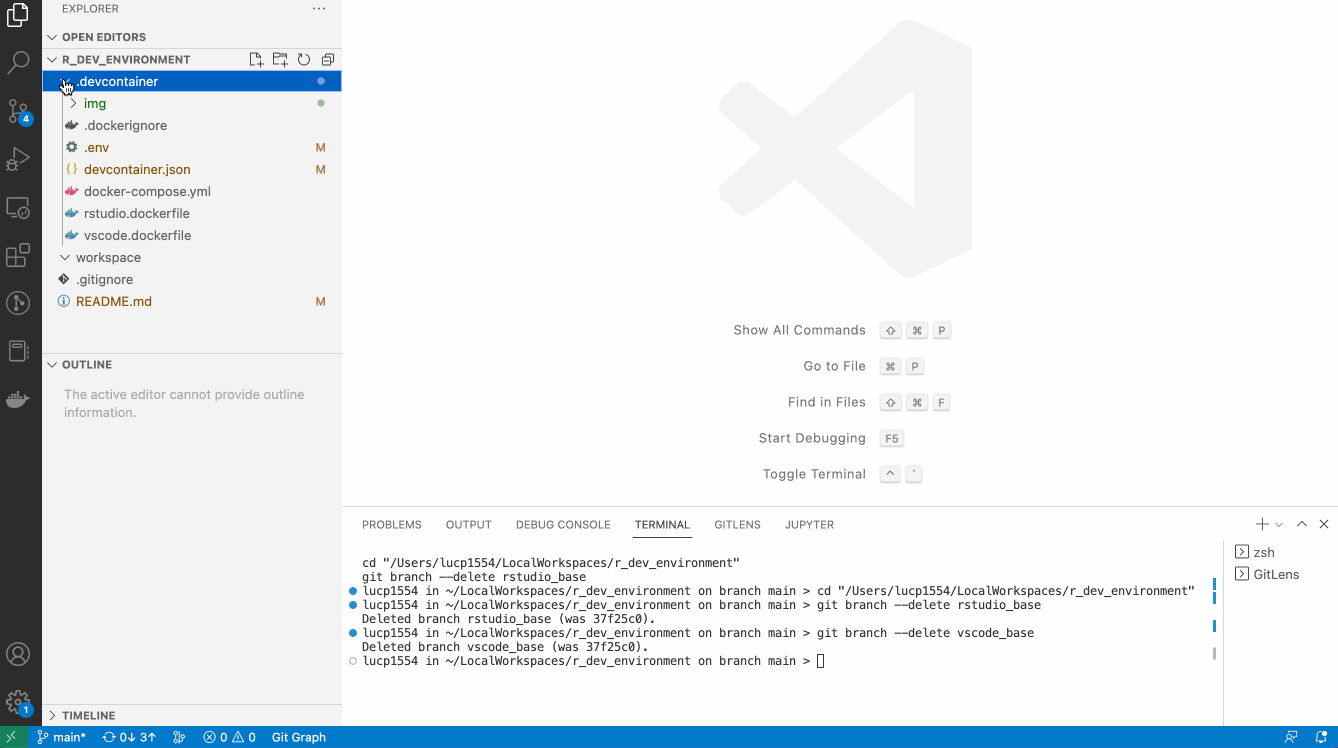 EXPLORER
OPEN EDITORS
R_DEV_ENVIRONMENT
.devcontainer
img
.dockerignore
.env M
devcontainer.json M
docker-compose.yml
rstudio.dockerfile
vscode.dockerfile
workspace
.gitignore
README.md M
OUTLINE
The active editor cannot provide outline
information.
TIMELINE
4
1
Show All Commands ⇧ ⌘ P
Go to File ⌘ P
Find in Files ⇧ ⌘ F
Start Debugging F5
Toggle Terminal ^ `
PROBLEMS OUTPUT DEBUG CONSOLE TERMINAL GITLENS JUPYTER
cd "/Users/lucp1554/LocalWorkspaces/r_dev_environment"
git branch --delete rstudio_base
lucp1554 in ~/LocalWorkspaces/r_dev_environment on branch main > cd "/Users/lucp1554/LocalWorkspaces/r_dev_environment"
lucp1554 in ~/LocalWorkspaces/r_dev_environment on branch main > git branch --delete rstudio_base
Deleted branch rstudio_base (was 37f25c0).
lucp1554 in ~/LocalWorkspaces/r_dev_environment on branch main > git branch --delete vscode_base
Deleted branch vscode_base (was 37f25c0).
lucp1554 in ~/LocalWorkspaces/r_dev_environment on branch main >
zsh
GitLens
main* 0↓ 3↑ 0 0 Git Graph